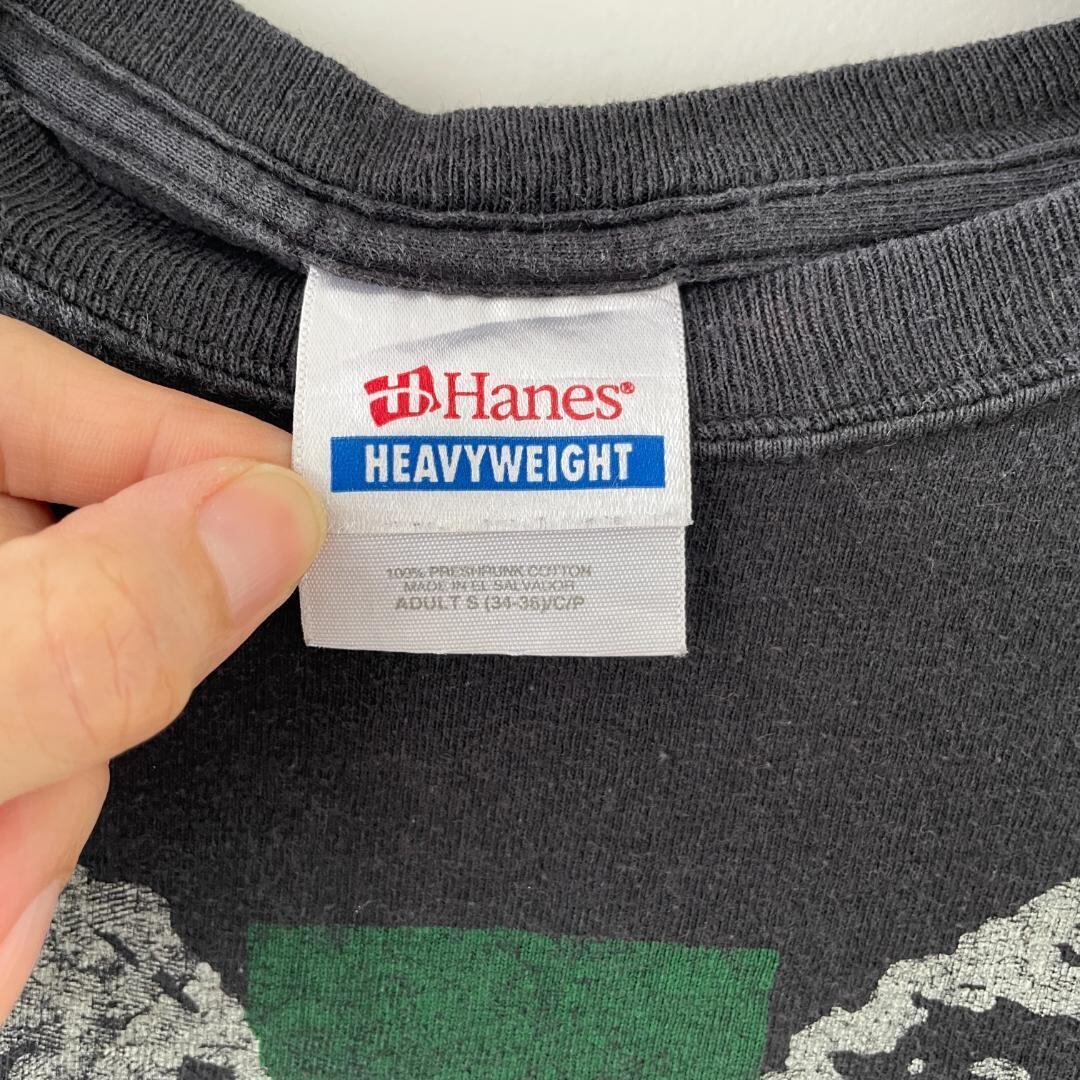 Hanes®
HEAVYWEIGHT
100% PRESHRUNK COTTON
MADE IN EL SALVADOR
ADULT S (34-36)/C/P